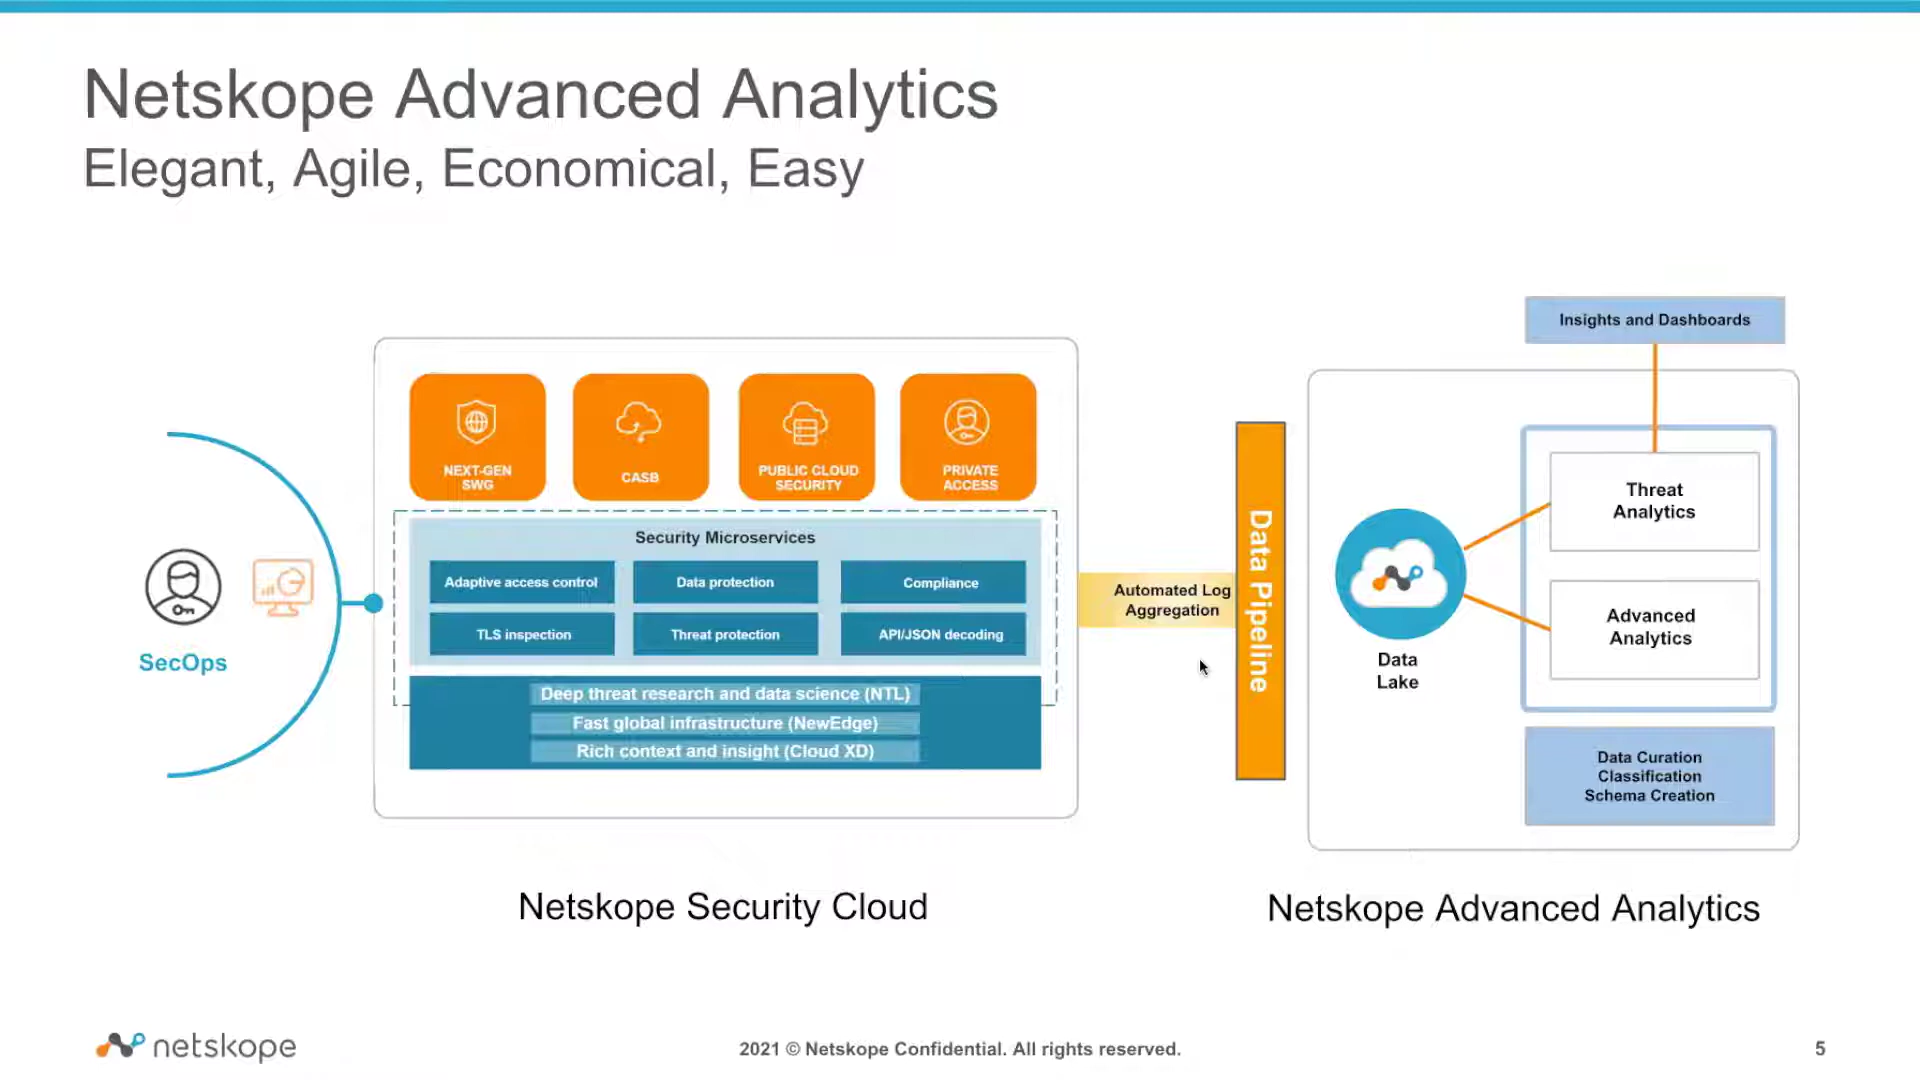 Netskope Advanced Analytics
Elegant, Agile, Economical, Easy
Insights and Dashboards
NEXT-GEN
SWG
CASB
PUBLIC CLOUD
SECURITY
PRIVATE
ACCESS
Security Microservices
Adaptive access control
Data protection
Compliance
TLS inspection
Threat protection
API/JSON decoding
Deep threat research and data science (NTL)
Fast global infrastructure (NewEdge)
Rich context and insight (Cloud XD)
SecOps
Automated Log
Aggregation
Data Pipeline
Data
Lake
Threat
Analytics
Advanced
Analytics
Data Curation
Classification
Schema Creation
Netskope Security Cloud
Netskope Advanced Analytics
netskope
2021 © Netskope Confidential. All rights reserved.
5